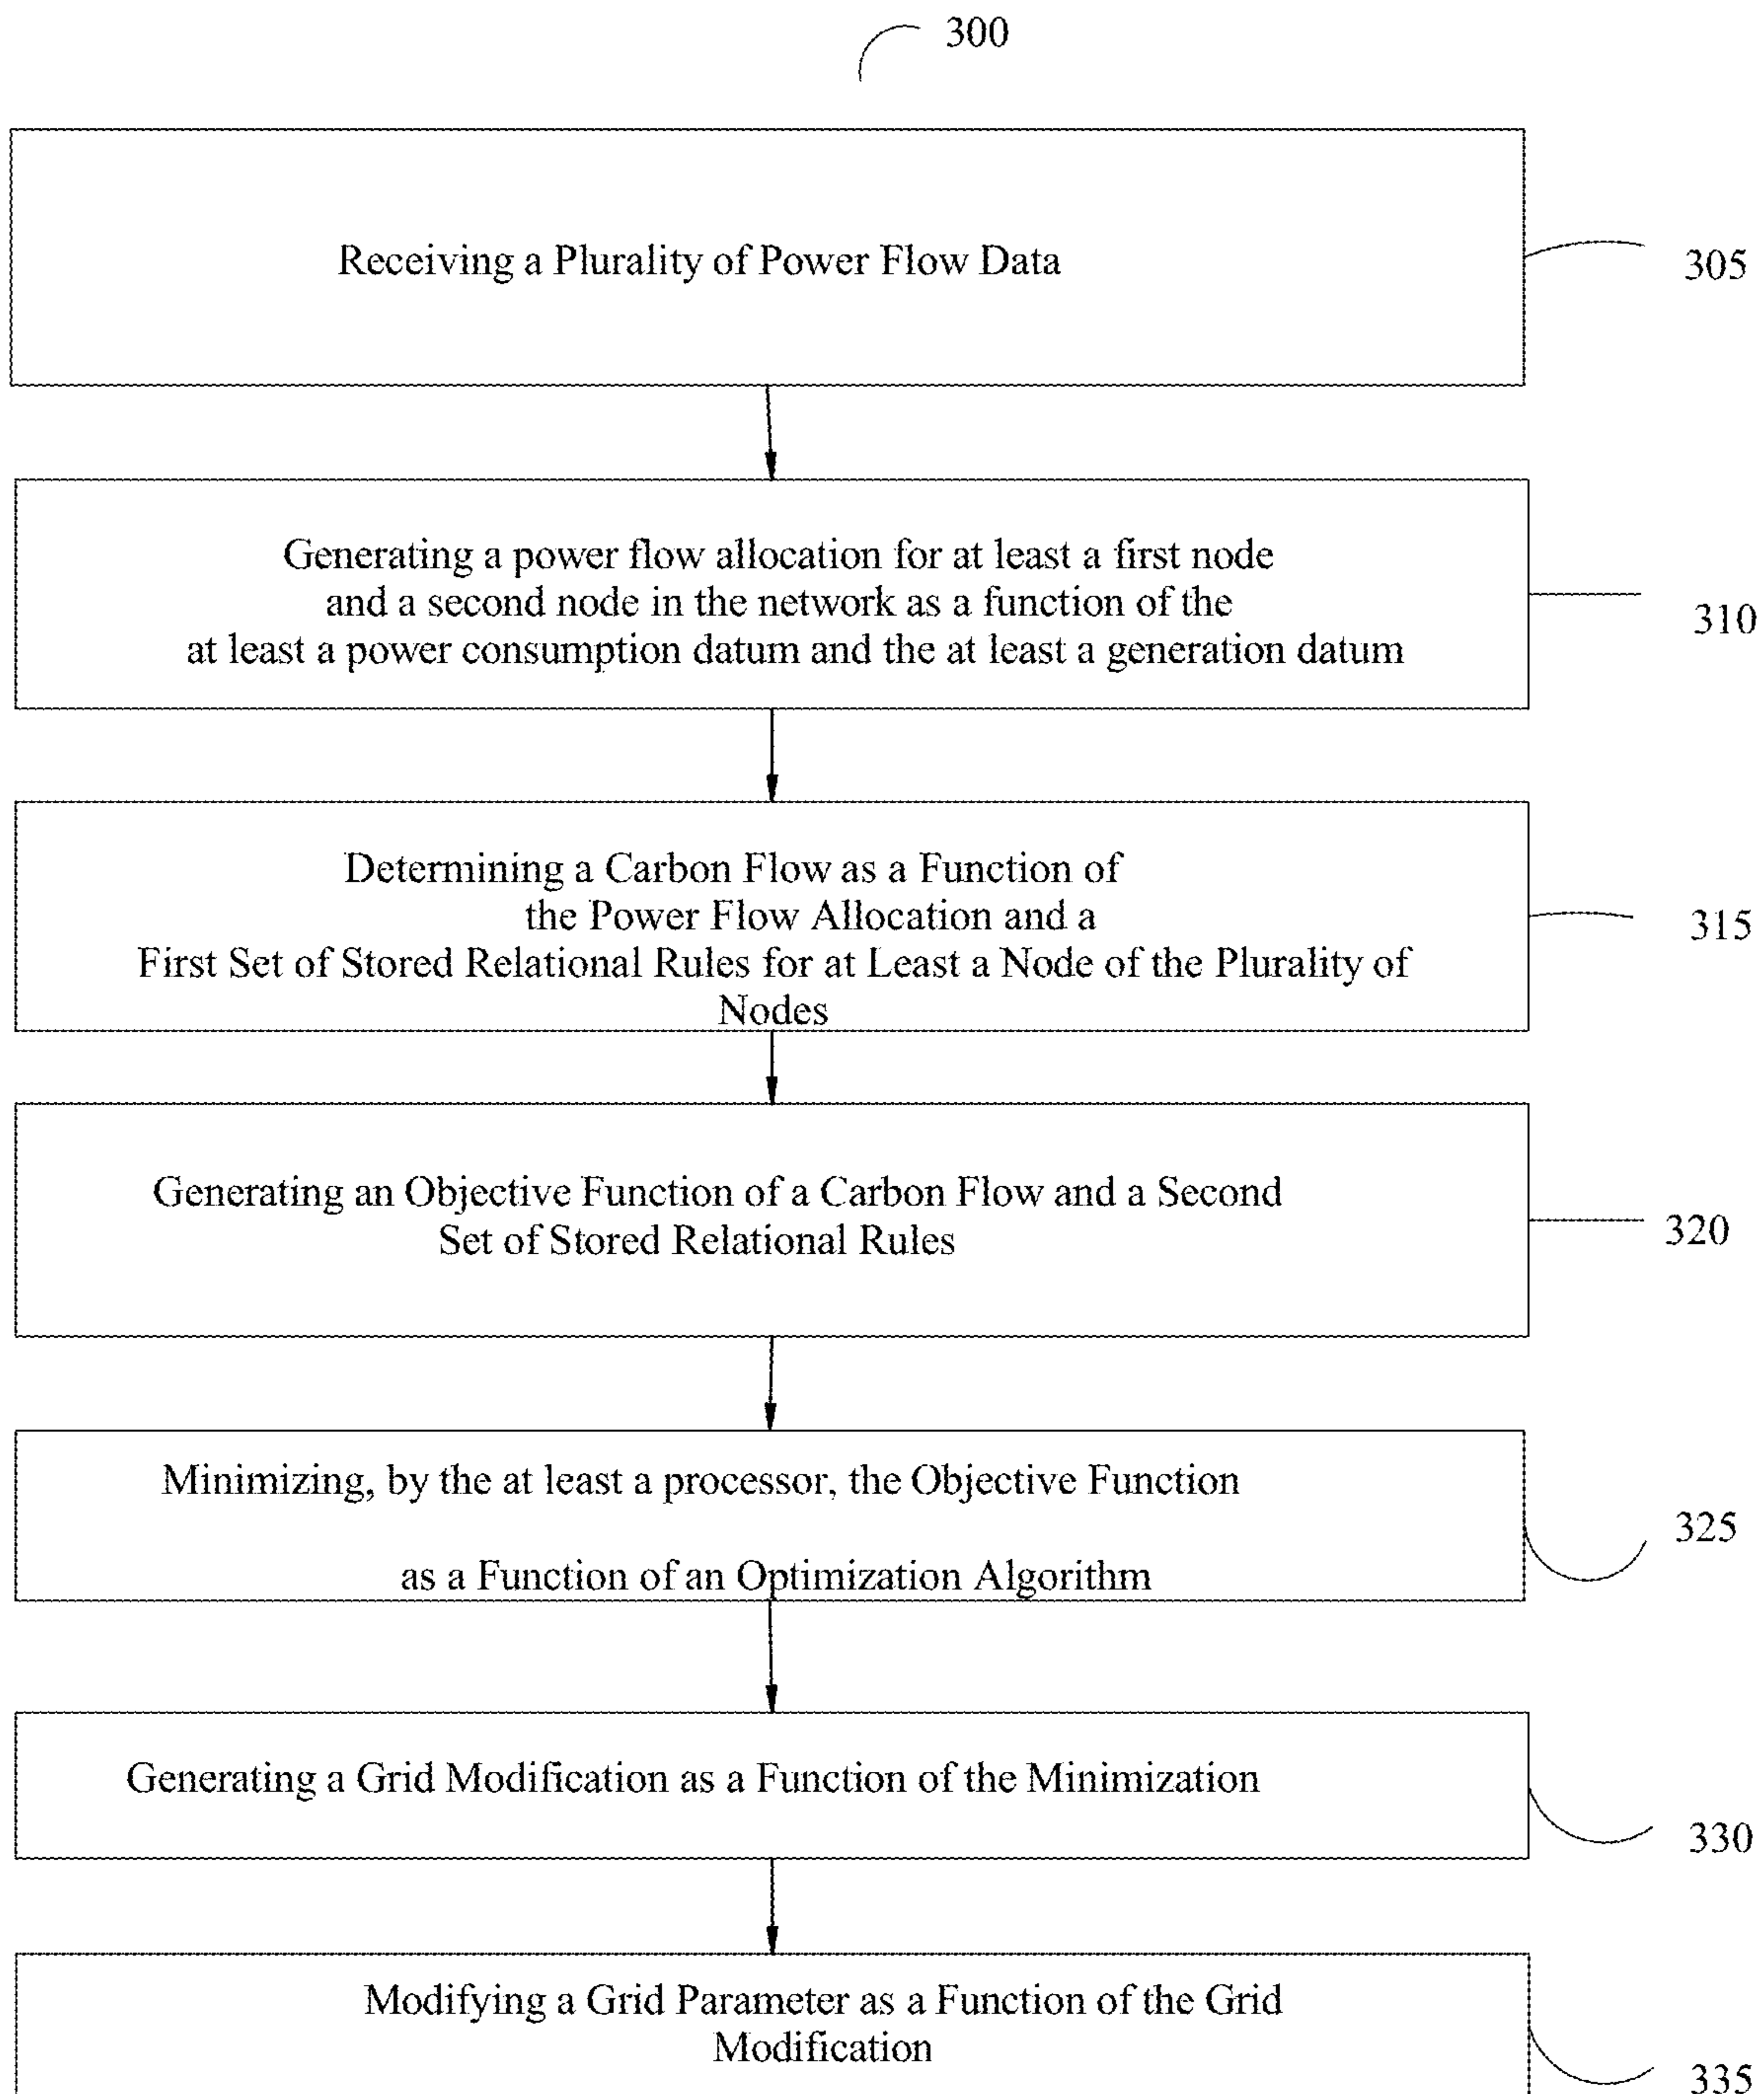 300
Receiving a Plurality of Power Flow Data
305
Generating a power flow allocation for at least a first node
and a second node in the network as a function of the
at least a power consumption datum and the at least a generation datum
310
Determining a Carbon Flow as a Function of
the Power Flow Allocation and a
First Set of Stored Relational Rules for at Least a Node of the Plurality of
Nodes
315
Generating an Objective Function of a Carbon Flow and a Second
Set of Stored Relational Rules
320
Minimizing, by the at least a processor, the Objective Function
as a Function of an Optimization Algorithm
325
Generating a Grid Modification as a Function of the Minimization
330
Modifying a Grid Parameter as a Function of the Grid
Modification
335